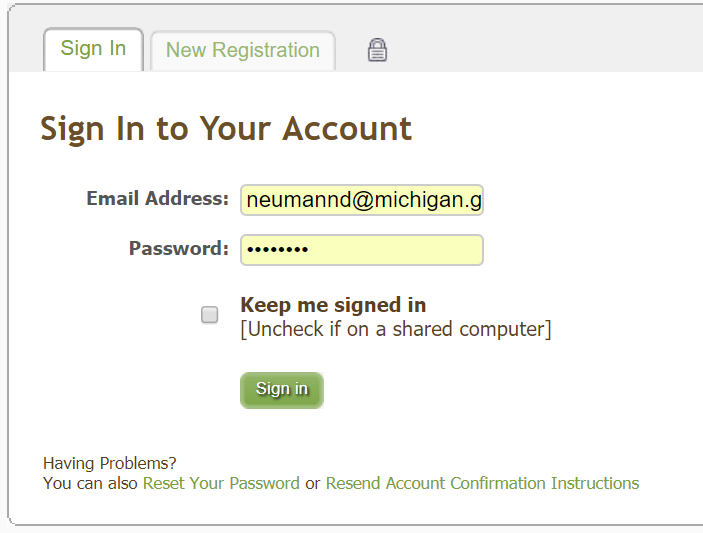 Sign In
New Registration
Sign In to Your Account
Email Address: neumannd@michigan.g
Password: ••••••••
Keep me signed in
[Uncheck if on a shared computer]
Sign in
Having Problems?
You can also Reset Your Password or Resend Account Confirmation Instructions